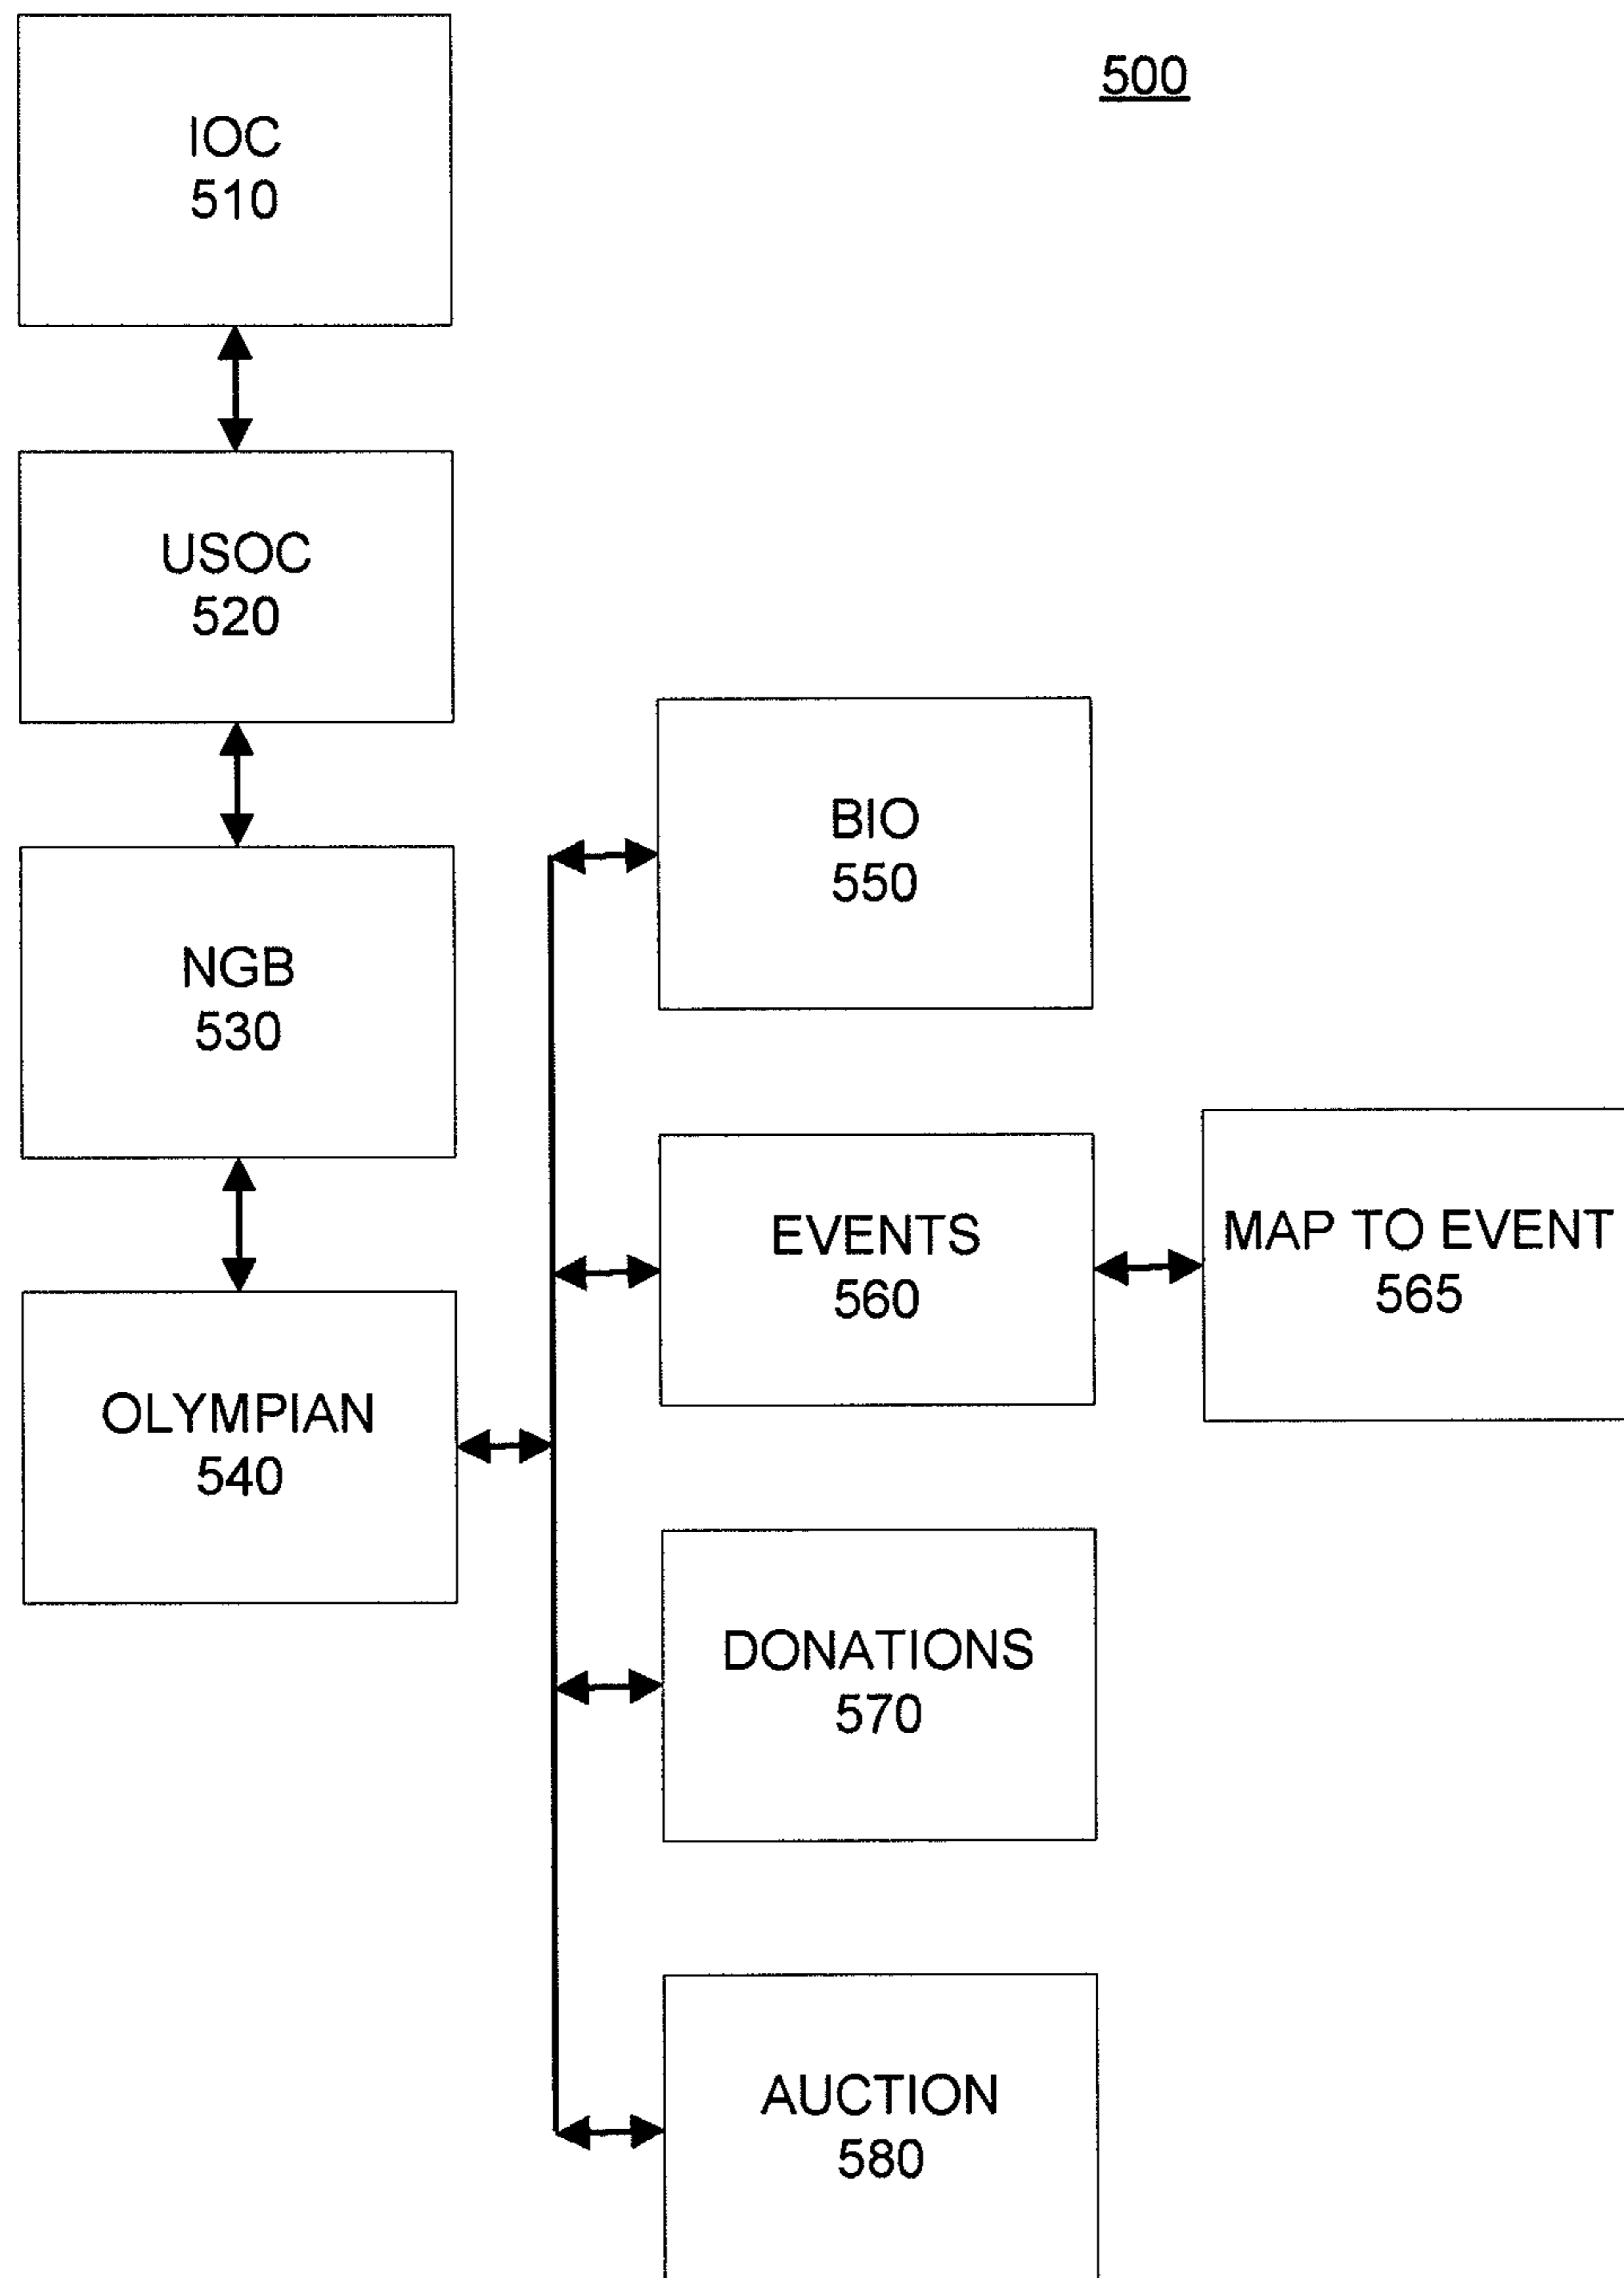 500
IOC
510
USOC
520
NGB
530
OLYMPIAN
540
BIO
550
EVENTS
560
MAP TO EVENT
565
DONATIONS
570
AUCTION
580